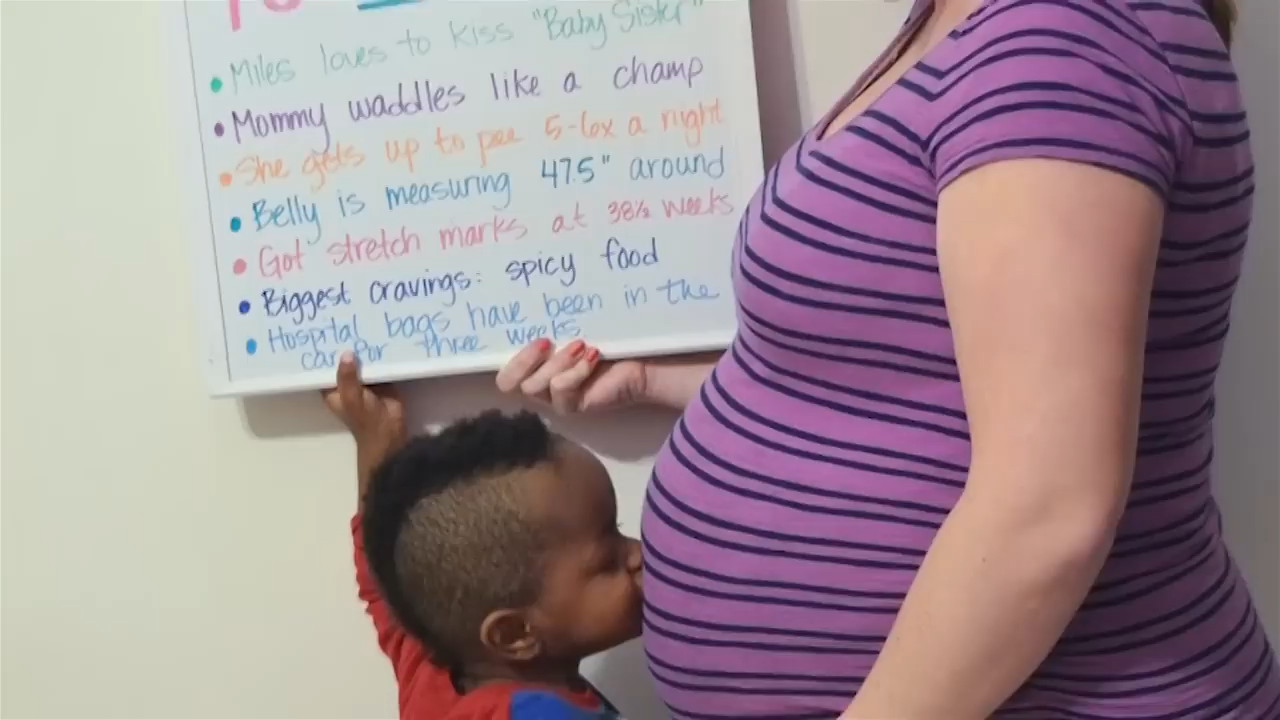 • Miles loves to kiss "Baby Sister"
• Mommy waddles like a champ
• She gets up to pee 5-6x a night
• Belly is measuring 47.5" around
• Got stretch marks at 38½ weeks
• Biggest cravings: spicy food
• Hospital bags have been in the
car for three weeks.